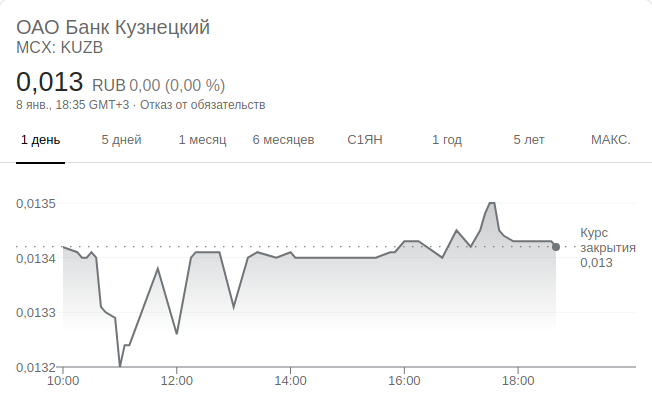 ОАО Банк Кузнецкий
MCX: KUZB
0,013 RUB 0,00 (0,00 %)
8 янв., 18:35 GMT+3 · Отказ от обязательств
1 день 5 дней 1 месяц 6 месяцев С1ЯН 1 год 5 лет МАКС.
0,0135
Курс
закрытия
0,013
0,0134
0,0133
0,0132
10:00 12:00 14:00 16:00 18:00